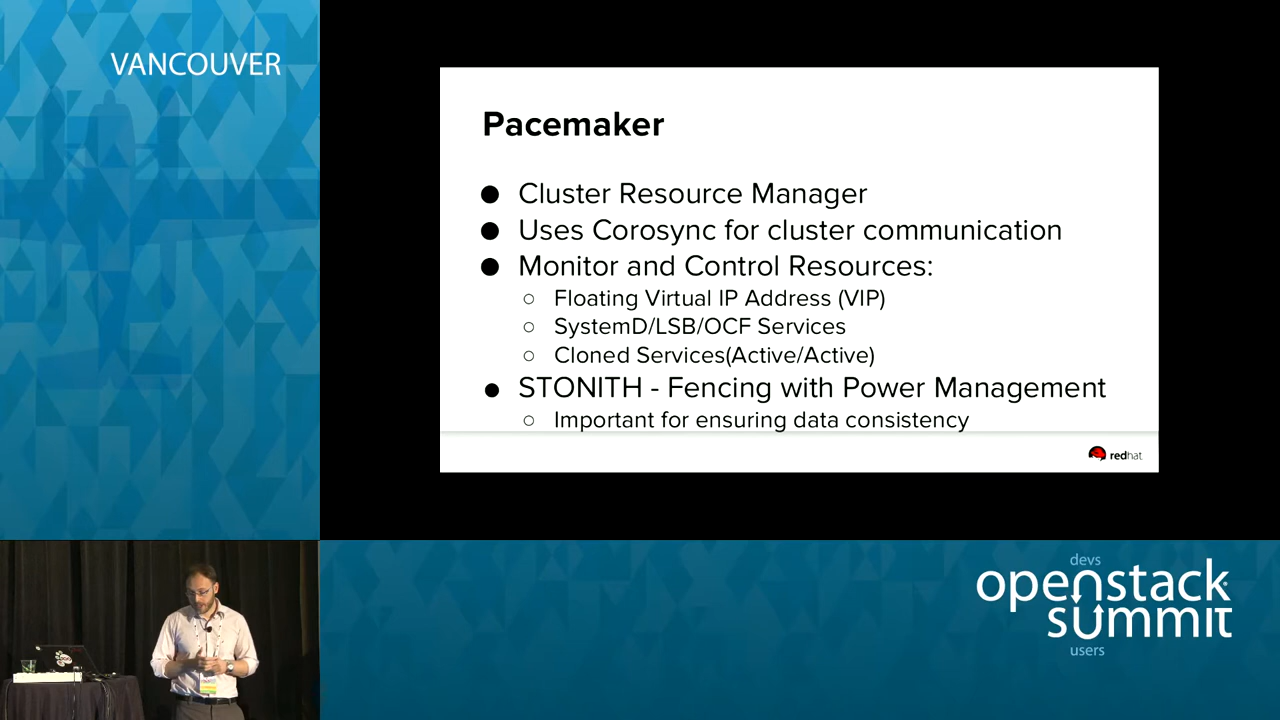 VANCOUVER
Pacemaker
● Cluster Resource Manager
● Uses Corosync for cluster communication
● Monitor and Control Resources:
○ Floating Virtual IP Address (VIP)
○ SystemD/LSB/OCF Services
○ Cloned Services(Active/Active)
● STONITH - Fencing with Power Management
○ Important for ensuring data consistency
redhat
devs
openstack
summit
users